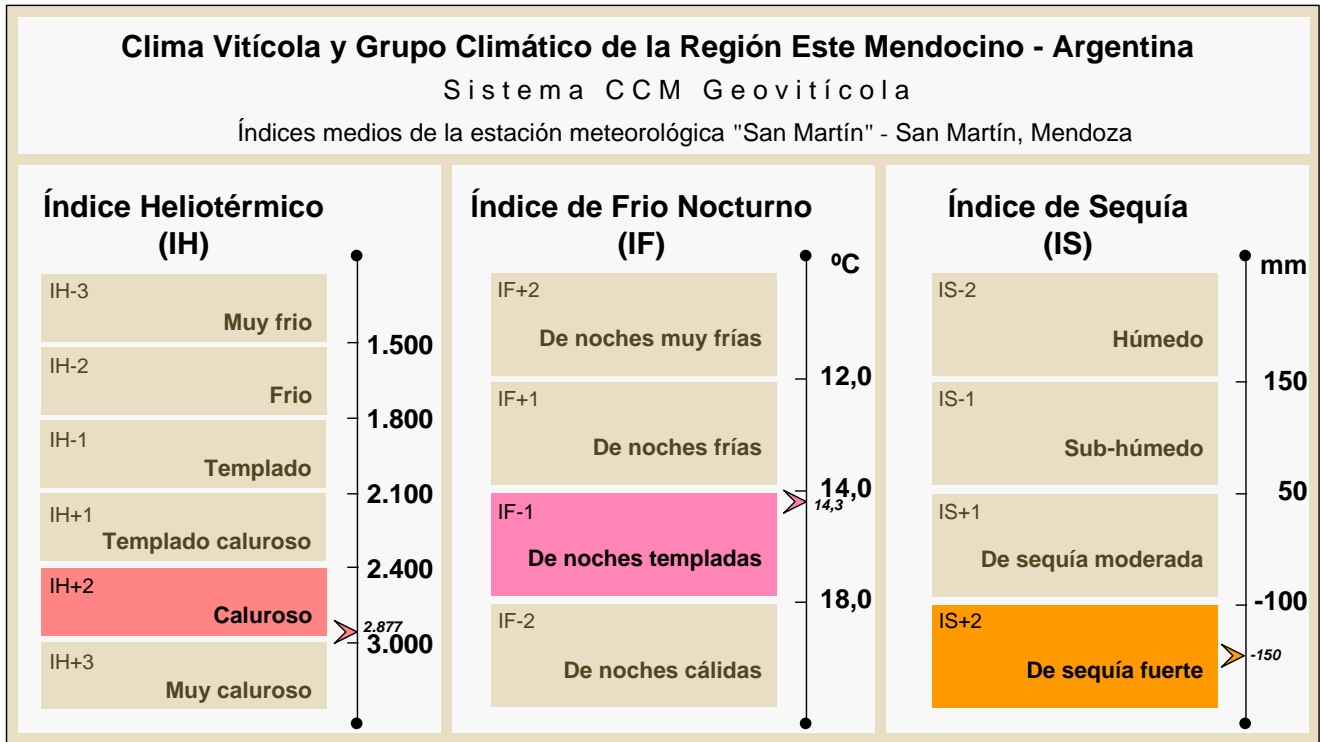 Clima Vitícola y Grupo Climático de la Región Este Mendocino - Argentina
Sistema CCM Geovitícola
Índices medios de la estación meteorológica "San Martín" - San Martín, Mendoza
Índice Heliotérmico
(IH)
IH-3
Muy frio
1.500
IH-2
Frio
1.800
IH-1
Templado
2.100
IH+1
Templado caluroso
2.400
IH+2
Caluroso
2.877
3.000
IH+3
Muy caluroso
Índice de Frio Nocturno
(IF)
ºC
IF+2
De noches muy frías
12,0
IF+1
De noches frías
14,0
14,3
IF-1
De noches templadas
18,0
IF-2
De noches cálidas
Índice de Sequía
(IS)
mm
IS-2
Húmedo
150
IS-1
Sub-húmedo
50
IS+1
De sequía moderada
-100
IS+2
De sequía fuerte
-150